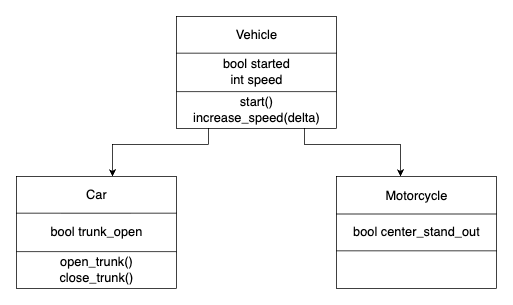 Vehicle
bool started
int speed
start()
increase_speed(delta)
Car
bool trunk_open
open_trunk()
close_trunk()
Motorcycle
bool center_stand_out